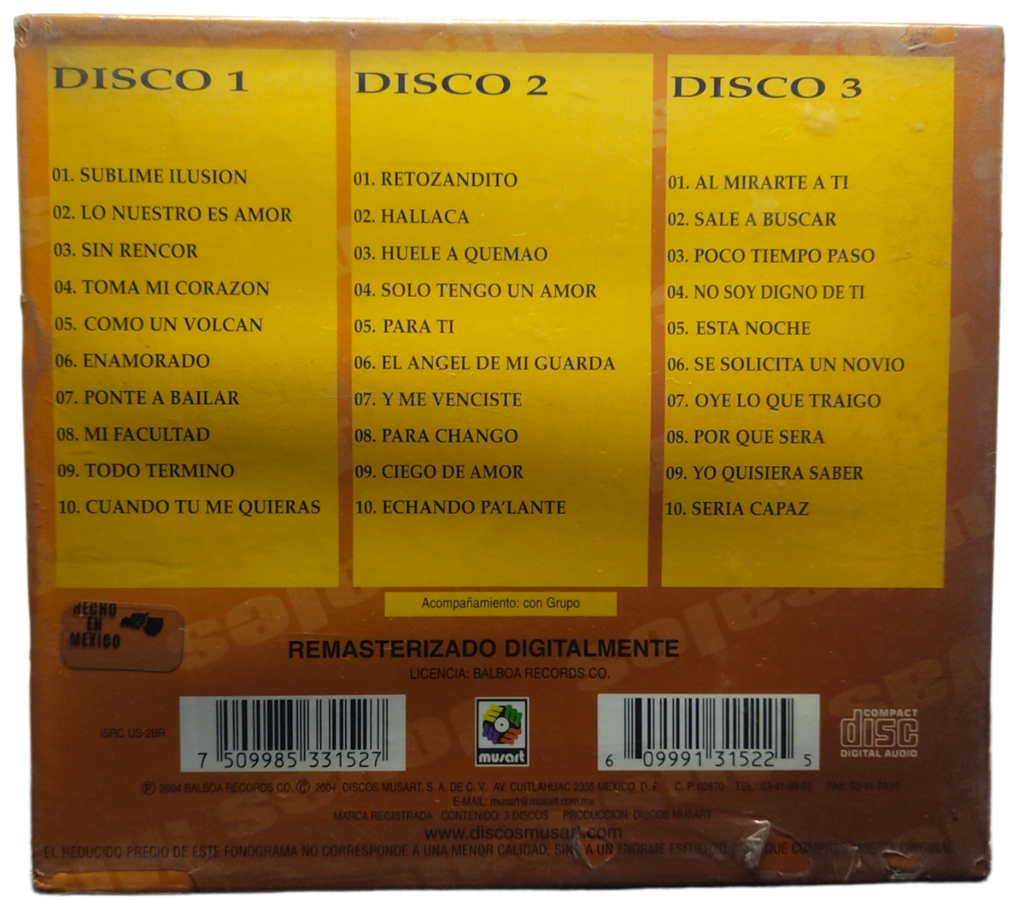 DISCO 1
01. SUBLIME ILUSION
02. LO NUESTRO ES AMOR
03. SIN RENCOR
04. TOMA MI CORAZON
05. COMO UN VOLCAN
06. ENAMORADO
07. PONTE A BAILAR
08. MI FACULTAD
09. TODO TERMINO
10. CUANDO TU ME QUIERAS
DISCO 2
01. RETOZANDITO
02. HALLACA
03. HUELE A QUEMAO
04. SOLO TENGO UN AMOR
05. PARA TI
06. EL ANGEL DE MI GUARDA
07. Y ME VENCISTE
08. PARA CHANGO
09. CIEGO DE AMOR
10. ECHANDO PA'LANTE
DISCO 3
01. AL MIRARTE A TI
02. SALE A BUSCAR
03. POCO TIEMPO PASO
04. NO SOY DIGNO DE TI
05. ESTA NOCHE
06. SE SOLICITA UN NOVIO
07. OYE LO QUE TRAIGO
08. POR QUE SERA
09. YO QUISIERA SABER
10. SERIA CAPAZ
Acompañamiento: con Grupo
HECHO
EN
MEXICO
REMASTERIZADO DIGITALMENTE
LICENCIA: BALBOA RECORDS CO.
ISRC US-2BR
7 509985 331527
musart
6 09991 31522 5
COMPACT
disc
DIGITAL AUDIO
Ⓟ 2004 BALBOA RECORDS CO. © 2004 DISCOS MUSART, S. A. DE C. V. AV. CUITLAHUAC 2335 MEXICO, D. F. C. P. 02870 TEL.
E-MAIL: musart@musart.com.mx
MARCA REGISTRADA CONTENIDO: 3 DISCOS PRODUCCION: DISCOS MUSART
www.discosmusart.com
EL REDUCIDO PRECIO DE ESTE FONOGRAMA NO CORRESPONDE A UNA MENOR CALIDAD, SINO A UN ENORME ESFUERZO QUE ORIGINAL